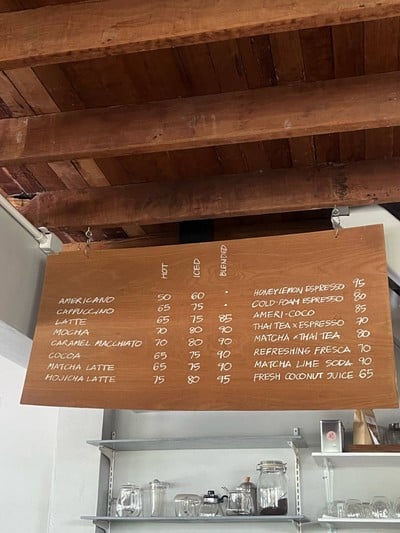 HOT ICED BLENDED
AMERICANO 50 60 -
CAPPUCCINO 65 75 -
LATTE 65 75 85
MOCHA 70 80 90
CARAMEL MACCHIATO 70 80 90
COCOA 65 75 90
MATCHA LATTE 65 75 90
HOJICHA LATTE 75 80 95
HONEY LEMON ESPRESSO 95
COLD FOAM ESPRESSO 80
AMERI-COCO 85
THAI TEA x ESPRESSO 70
MATCHA x THAI TEA 80
REFRESHING FRESCA 70
MATCHA LIME SODA 90
FRESH COCONUT JUICE 65